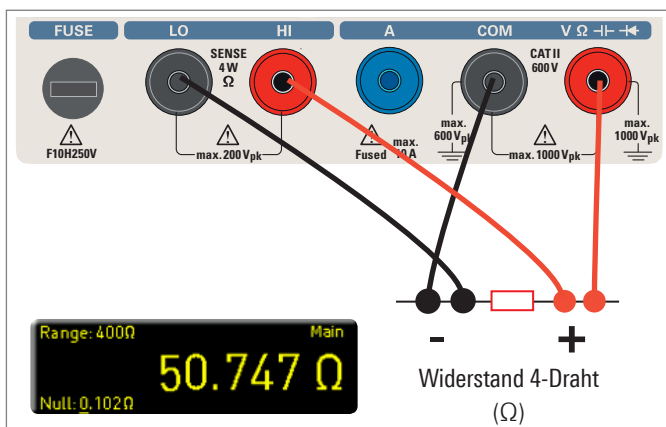 FUSE LO HI A COM V Ω
SENSE
4 W
Ω
CAT II
600 V
max.
600 Vpk
max.
1000 Vpk
F10H250V
max. 200 Vpk
Fused
max.
10 A
max. 1000 Vpk
- +
Widerstand 4-Draht
(Ω)
Range: 400Ω Main
50.747 Ω
Null: 0.102Ω